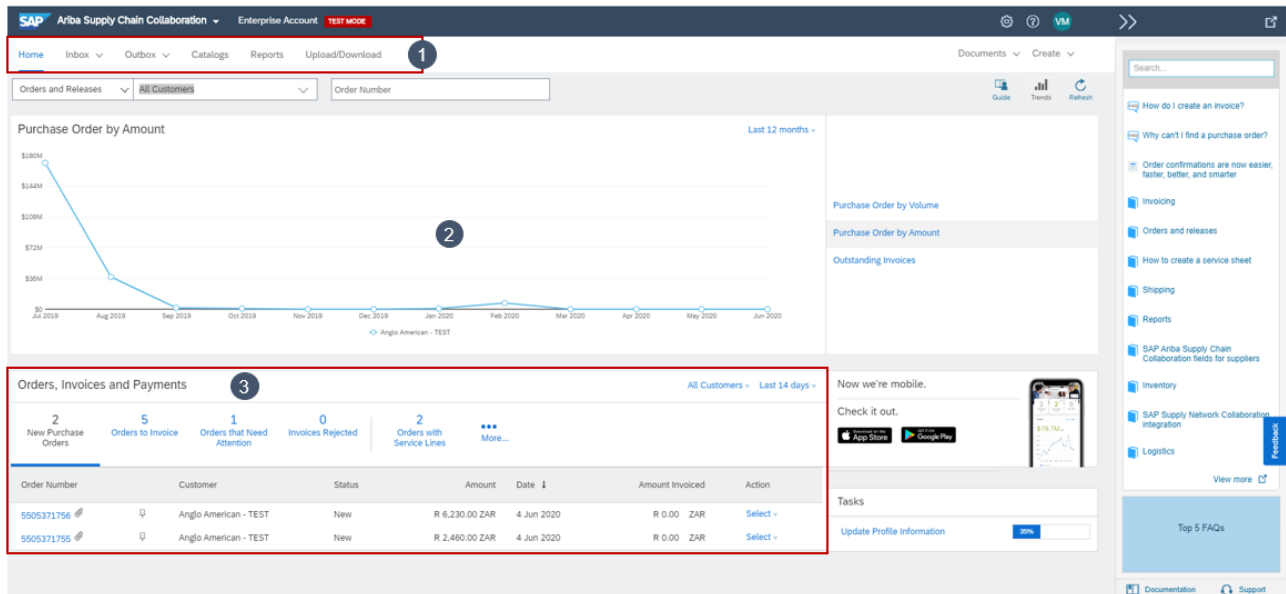 SAP Ariba Supply Chain Collaboration Enterprise Account TEST MODE VM
Home Inbox Outbox Catalogs Reports Upload/Download 1 Documents Create
Orders and Releases All Customers Order Number Guide Trends Refresh
Purchase Order by Amount Last 12 months
$180M
$144M
$108M
$72M
$36M
$0
2
Jul 2019 Aug 2019 Sep 2019 Oct 2019 Nov 2019 Dec 2019 Jan 2020 Feb 2020 Mar 2020 Apr 2020 May 2020 Jun 2020
Anglo American - TEST
Purchase Order by Volume
Purchase Order by Amount
Outstanding Invoices
Orders, Invoices and Payments 3 All Customers Last 14 days
2 New Purchase Orders
5 Orders to Invoice
1 Orders that Need Attention
0 Invoices Rejected
2 Orders with Service Lines
More...
Order Number Customer Status Amount Date Amount Invoiced Action
5505371756 Anglo American - TEST New R 6,230.00 ZAR 4 Jun 2020 R 0.00 ZAR Select
5505371755 Anglo American - TEST New R 2,460.00 ZAR 4 Jun 2020 R 0.00 ZAR Select
Now we're mobile.
Check it out.
App Store Google Play
$79.7M
Tasks
Update Profile Information 35%
Search...
FAQ How do I create an invoice?
FAQ Why can't I find a purchase order?
Order confirmations are now easier,
faster, better, and smarter
Invoicing
Orders and releases
How to create a service sheet
Shipping
Reports
SAP Ariba Supply Chain
Collaboration fields for suppliers
Inventory
SAP Supply Network Collaboration
integration
Logistics
Feedback
View more
Top 5 FAQs
Documentation Support